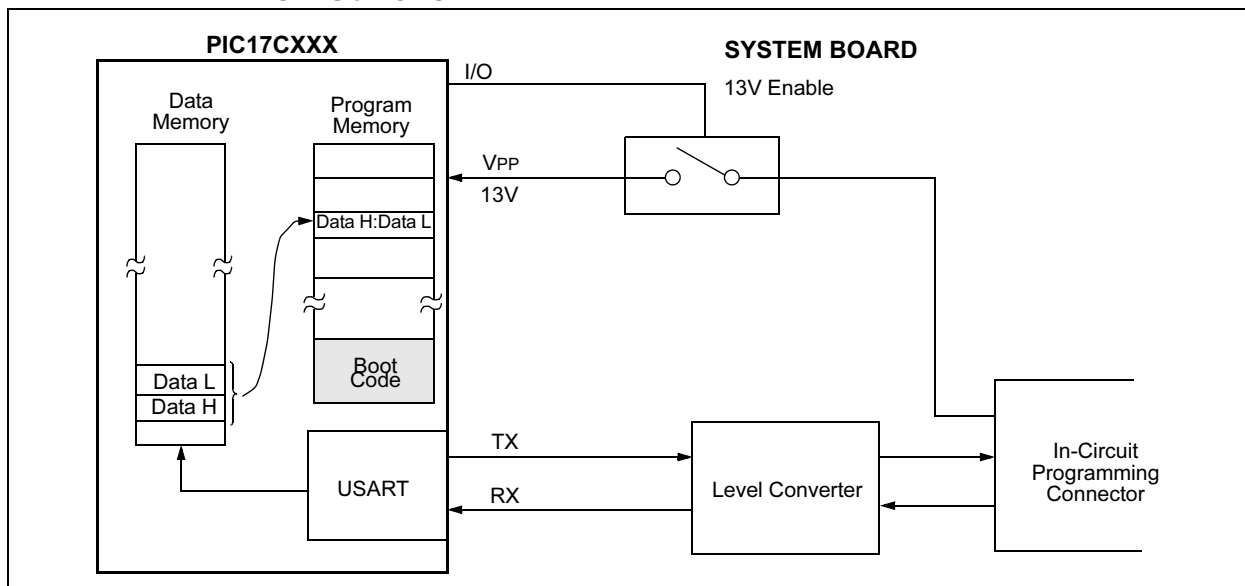 PIC17CXXX
SYSTEM BOARD
I/O
13V Enable
Data
Memory
Program
Memory
VPP
13V
Data H:Data L
Boot
Code
Data L
Data H
TX
In-Circuit
Programming
Connector
USART
Level Converter
RX